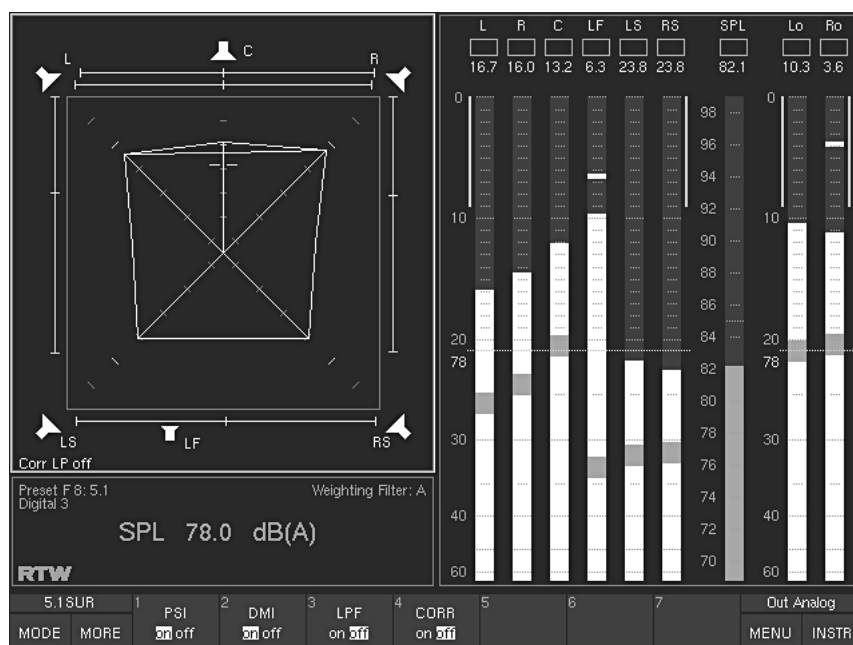 L
C
R
LS
LF
RS
Corr LP off
L R C LF LS RS SPL Lo Ro
16.7 16.0 13.2 6.3 23.8 23.8 82.1 10.3 3.6
0 98 0
96
94
92
10 90 10
88
86
20 84 20
78 82 78
80
30 78 30
76
74
40 72 40
70
60 60
Preset F 8: 5.1 Weighting Filter: A
Digital 3
SPL 78.0 dB(A)
RTW
5.1 SUR 1 PSI 2 DMI 3 LPF 4 CORR 5 6 7 Out Analog
MODE MORE on off on off on off on off MENU INSTR